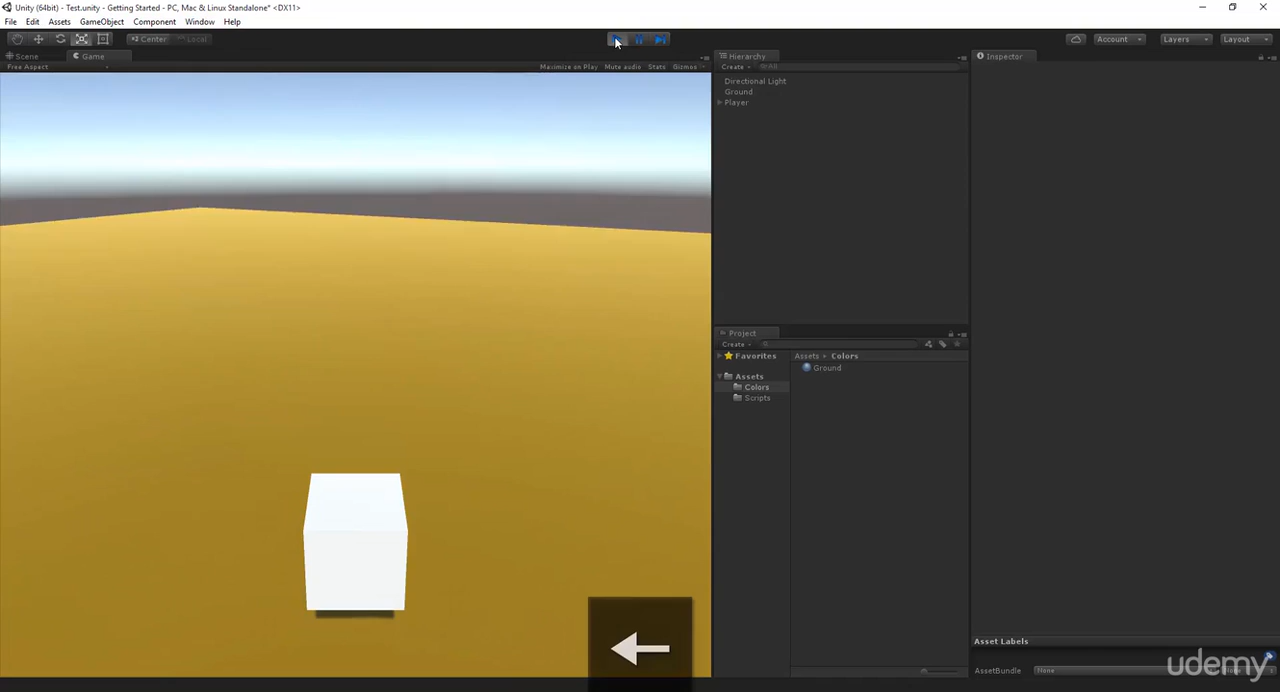 Unity (64bit) - Test.unity - Getting Started - PC, Mac & Linux Standalone* <DX11>
File Edit Assets GameObject Component Window Help
Center Local Account Layers Layout
Scene Game Hierarchy Inspector
Free Aspect Maximize on Play Mute audio Stats Gizmos Create All
Directional Light
Ground
Player
Project
Create
Favorites Assets Colors
Ground
Assets
Colors
Scripts
Asset Labels
AssetBundle None
udemy